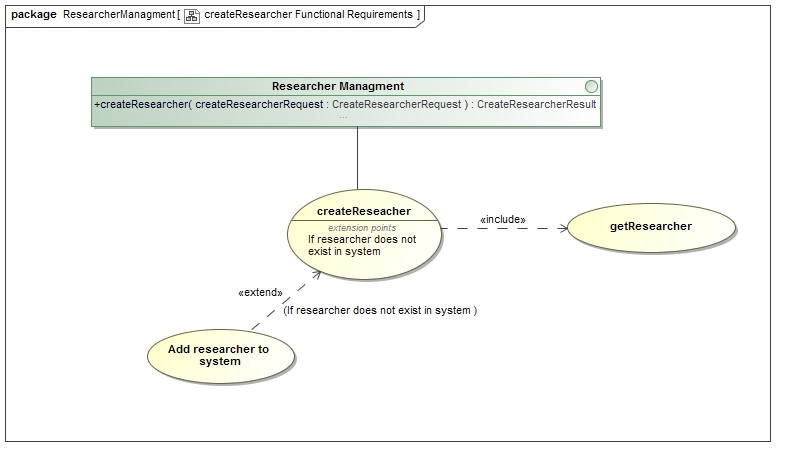 package ResearcherManagment [ createResearcher Functional Requirements ]
Researcher Managment
+createResearcher( createResearcherRequest : CreateResearcherRequest ) : CreateResearcherResult
...
createReseacher
extension points
If researcher does not
exist in system
«include»
getResearcher
«extend»
(If researcher does not exist in system )
Add researcher to
system